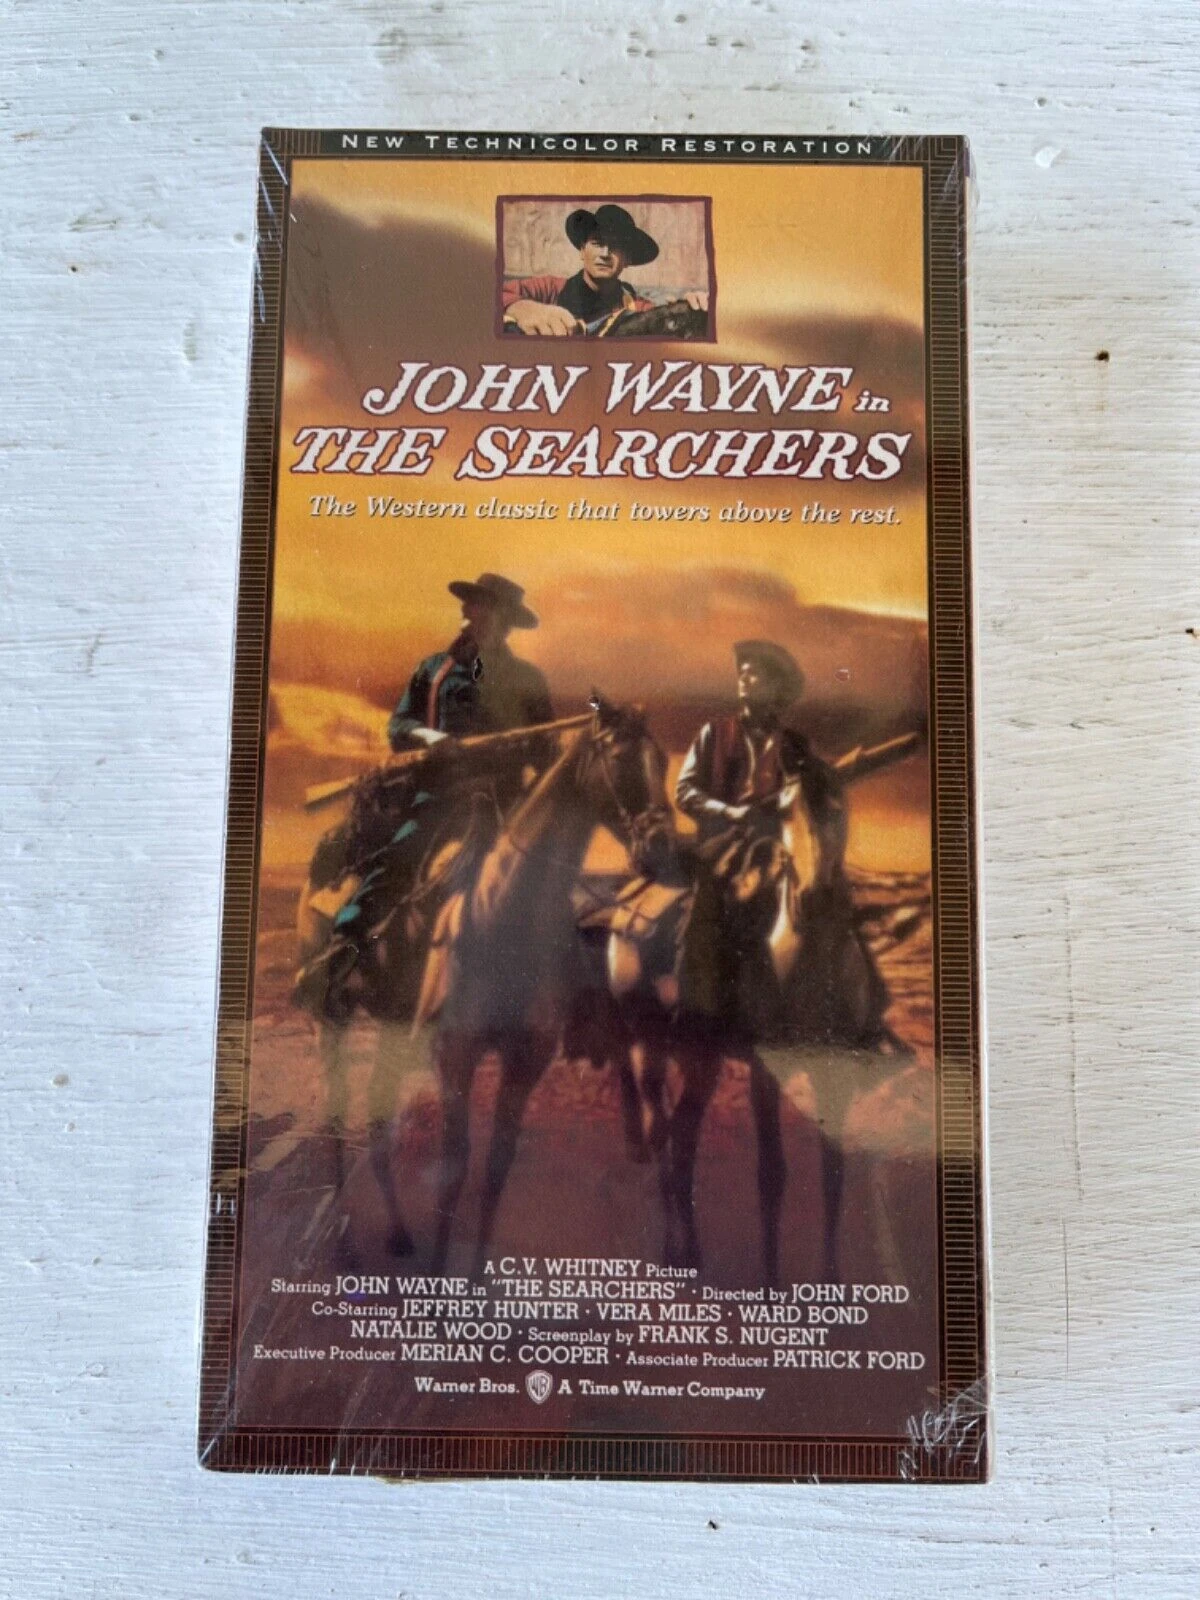 NEW TECHNICOLOR RESTORATION
JOHN WAYNE in
THE SEARCHERS
The Western classic that towers above the rest.
A C.V. WHITNEY Picture
Starring JOHN WAYNE in "THE SEARCHERS" · Directed by JOHN FORD
Co-Starring JEFFREY HUNTER · VERA MILES · WARD BOND
NATALIE WOOD · Screenplay by FRANK S. NUGENT
Executive Producer MERIAN C. COOPER · Associate Producer PATRICK FORD
Warner Bros. WB A Time Warner Company